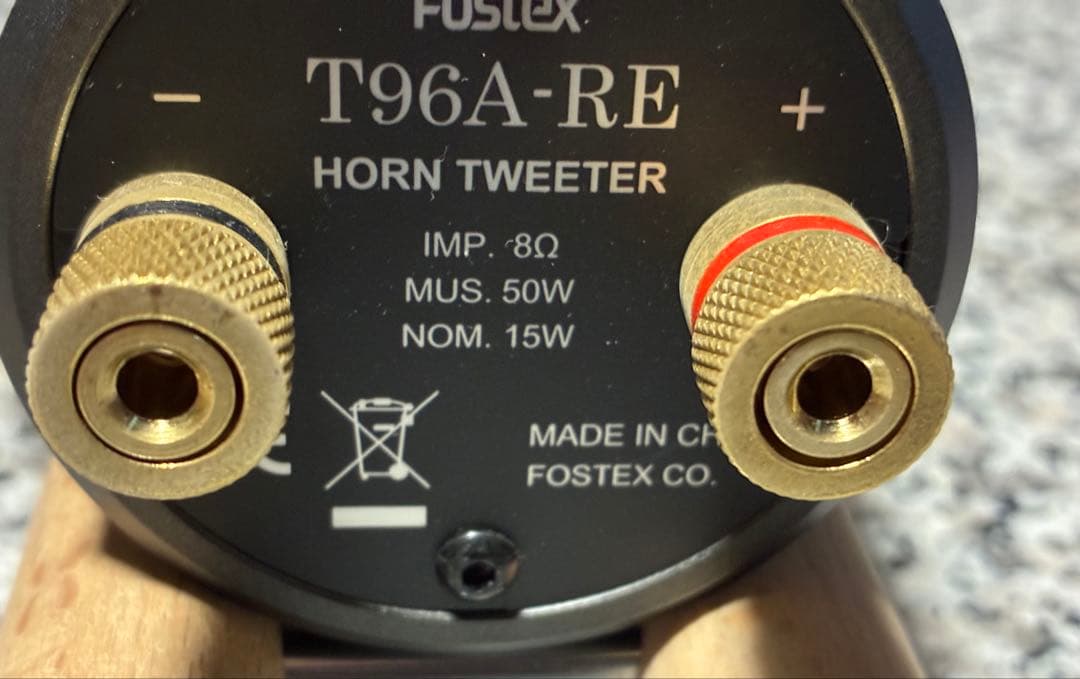 Fostex
T96A-RE
− +
HORN TWEETER
IMP. 8Ω
MUS. 50W
NOM. 15W
MADE IN
FOSTEX CO.